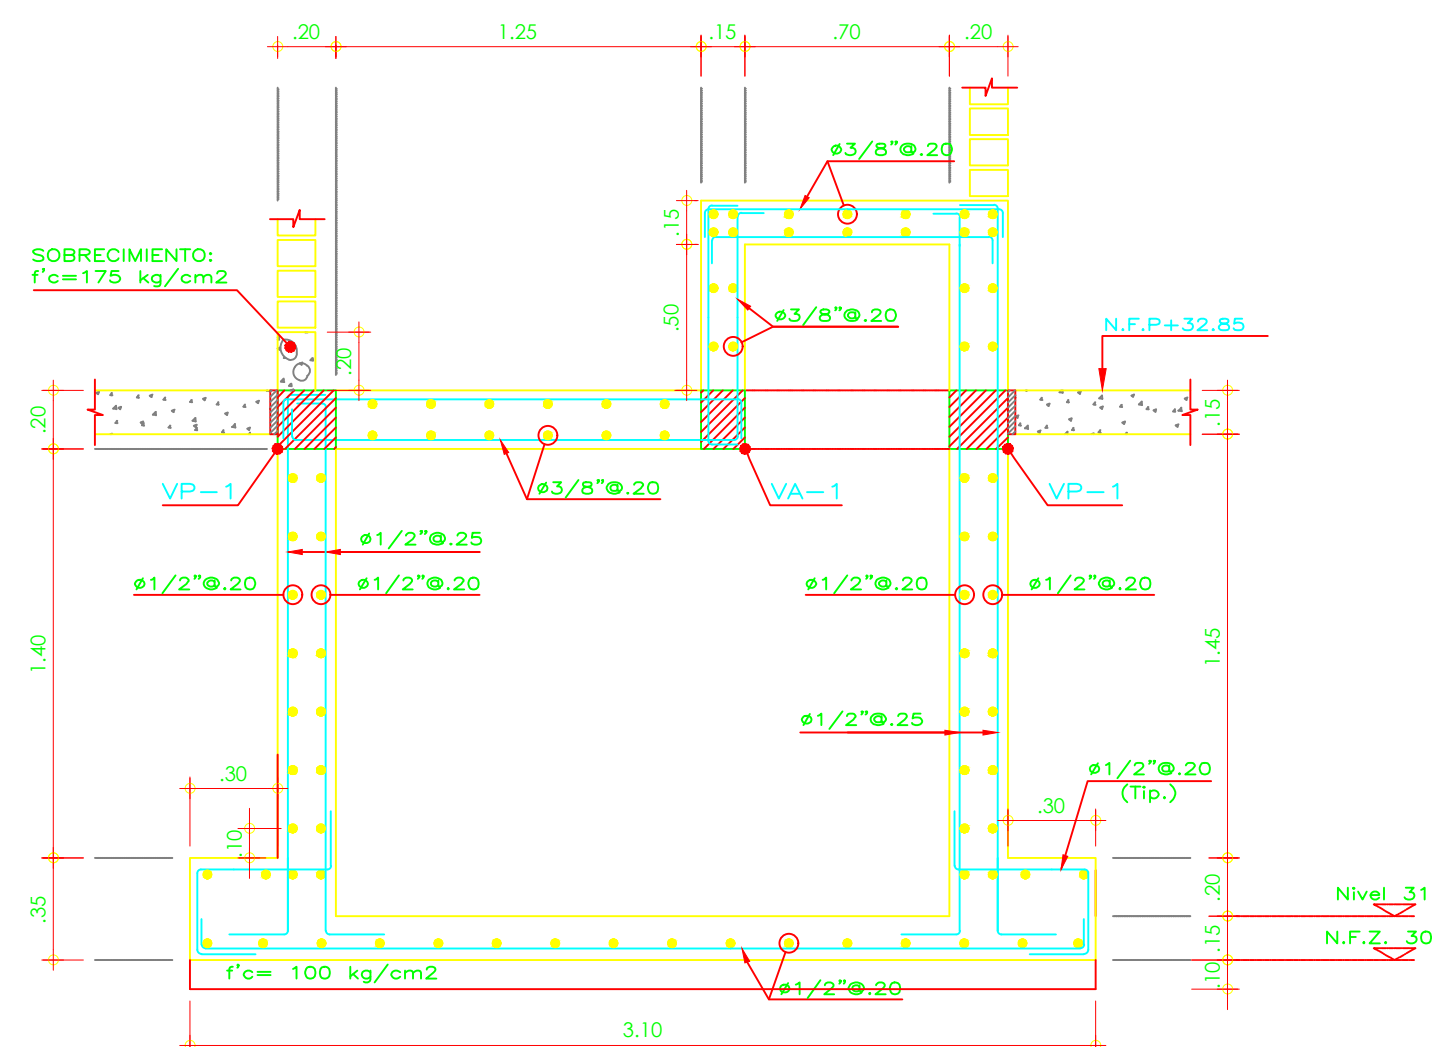 .20
1.25
.15
.70
.20
ø3/8"@.20
.15
SOBRECIMIENTO:
f'c=175 kg/cm2
.50
ø3/8"@.20
N.F.P+32.85
.20
.20
.15
VP-1
ø3/8"@.20
VA-1
VP-1
ø1/2"@.25
ø1/2"@.20
ø1/2"@.20
ø1/2"@.20
ø1/2"@.20
1.40
1.45
ø1/2"@.25
.30
ø1/2"@.20
(Tip.)
.30
.10
.35
.20
Nivel 31
.15
N.F.Z. 30
f'c= 100 kg/cm2
.10
ø1/2"@.20
3.10